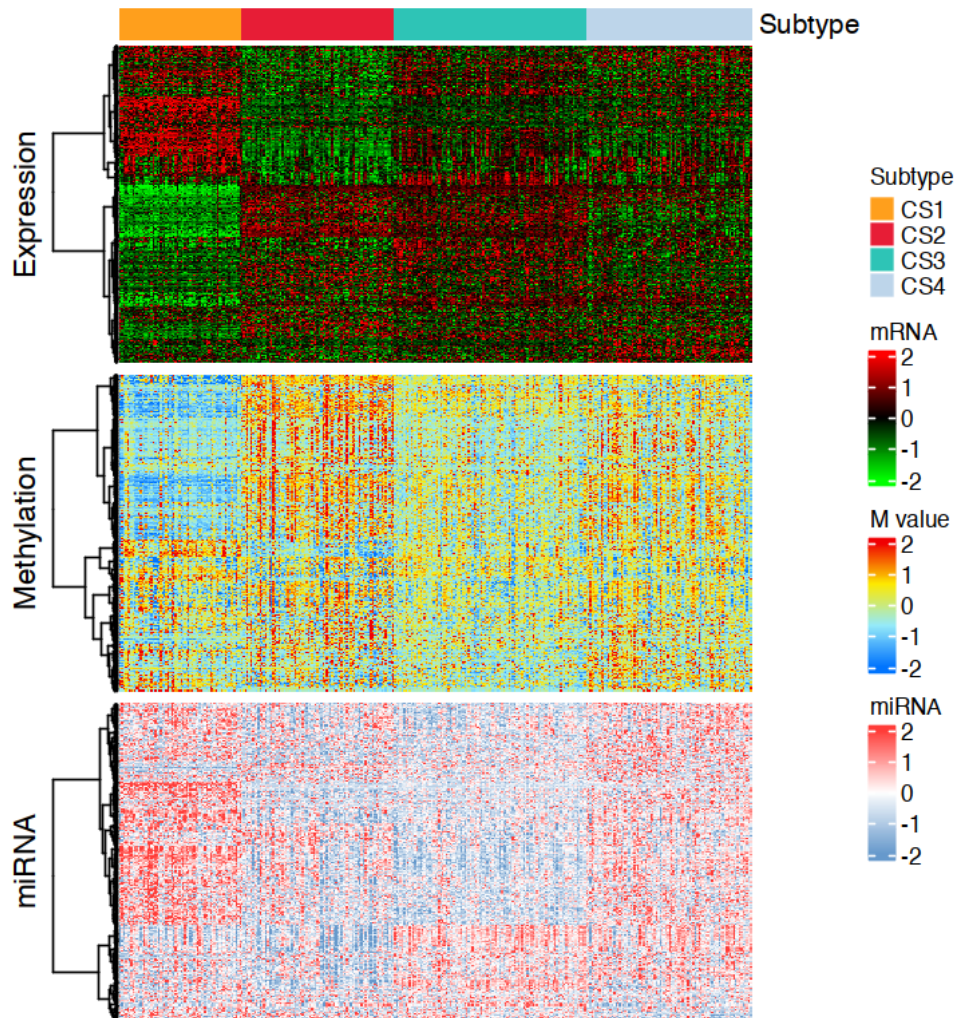 Subtype
Expression
Methylation
miRNA
Subtype
CS1
CS2
CS3
CS4
mRNA
2
1
0
-1
-2
M value
2
1
0
-1
-2
miRNA
2
1
0
-1
-2